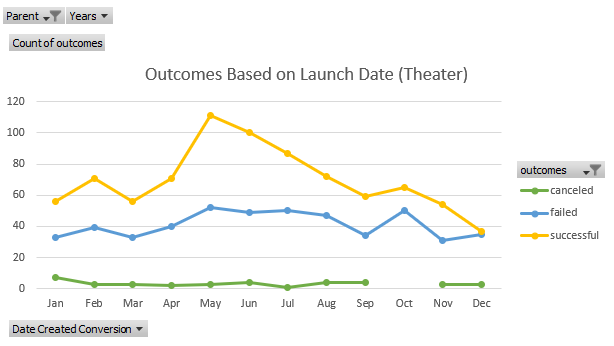 Parent Years
Count of outcomes
Outcomes Based on Launch Date (Theater)
120
100
80
60
40
20
0
Jan Feb Mar Apr May Jun Jul Aug Sep Oct Nov Dec
outcomes
canceled
failed
successful
Date Created Conversion